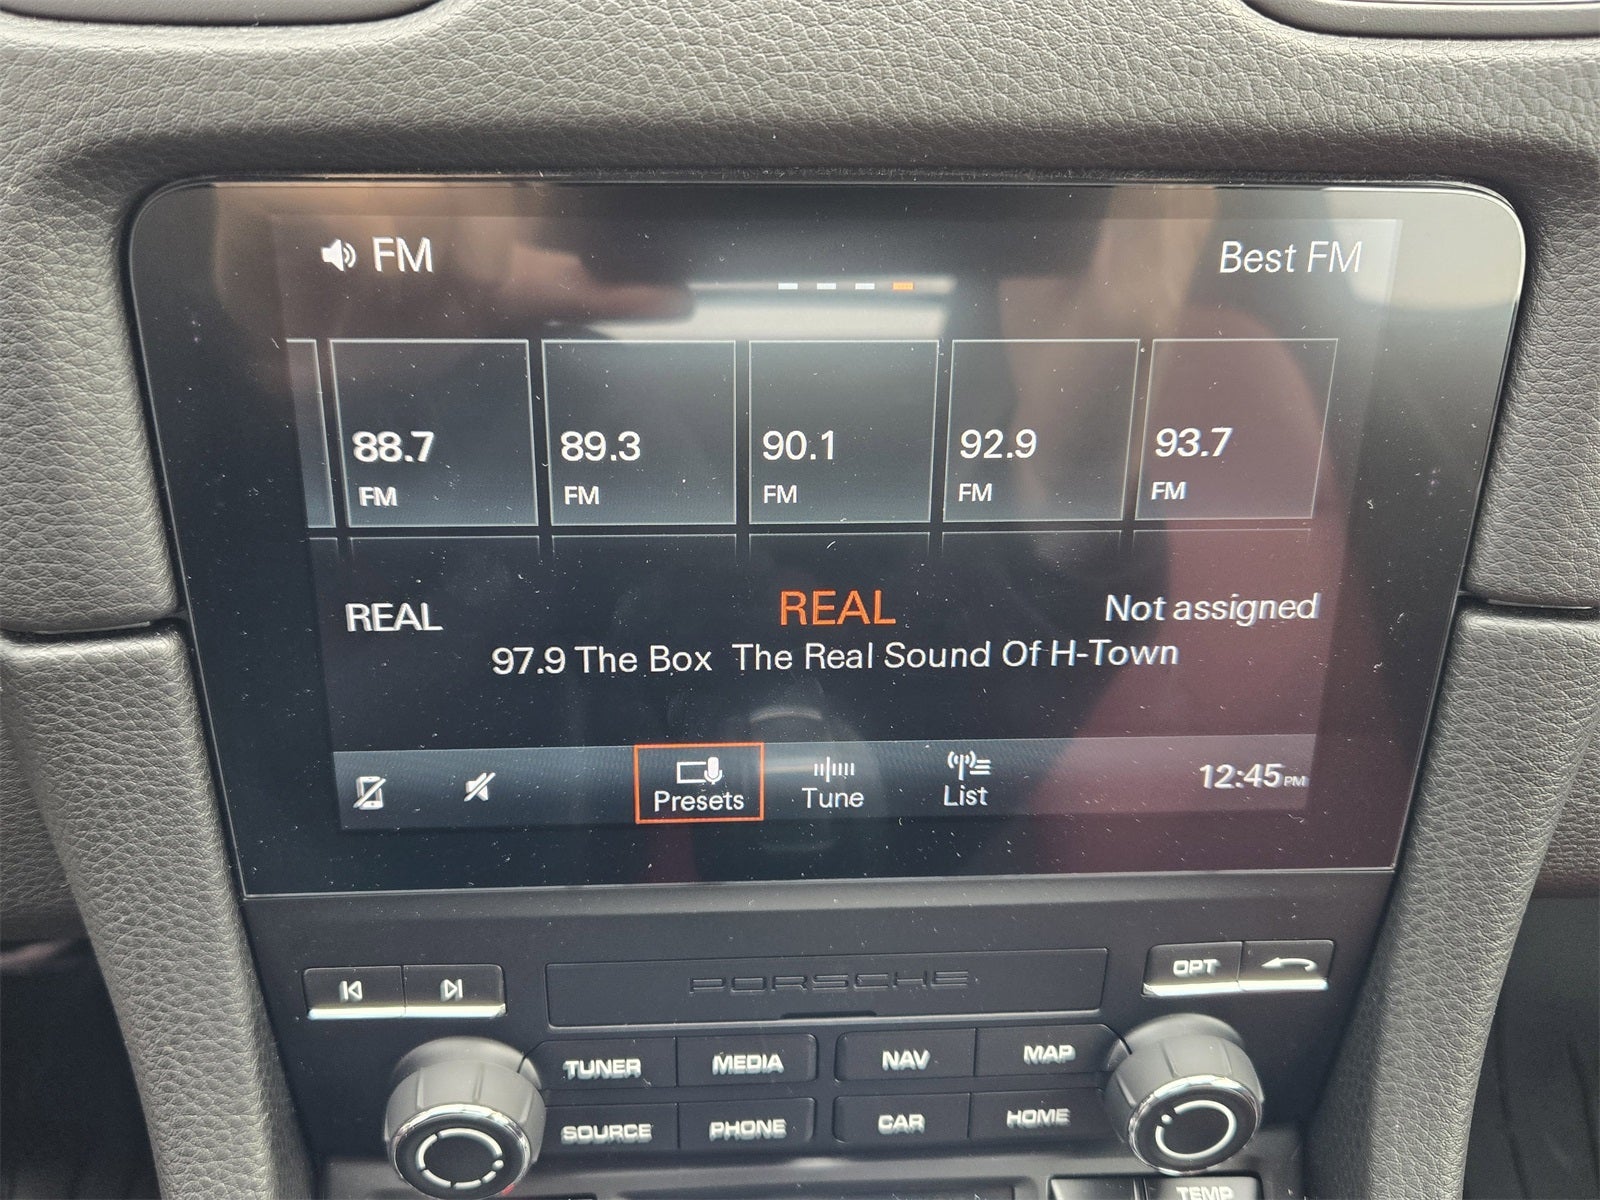 FM
Best FM
88.7 89.3 90.1 92.9 93.7
FM FM FM FM FM
REAL REAL Not assigned
97.9 The Box The Real Sound Of H-Town
Presets Tune List 12:45PM
PORSCHE
OPT
TUNER MEDIA NAV MAP
SOURCE PHONE CAR HOME
TEMP